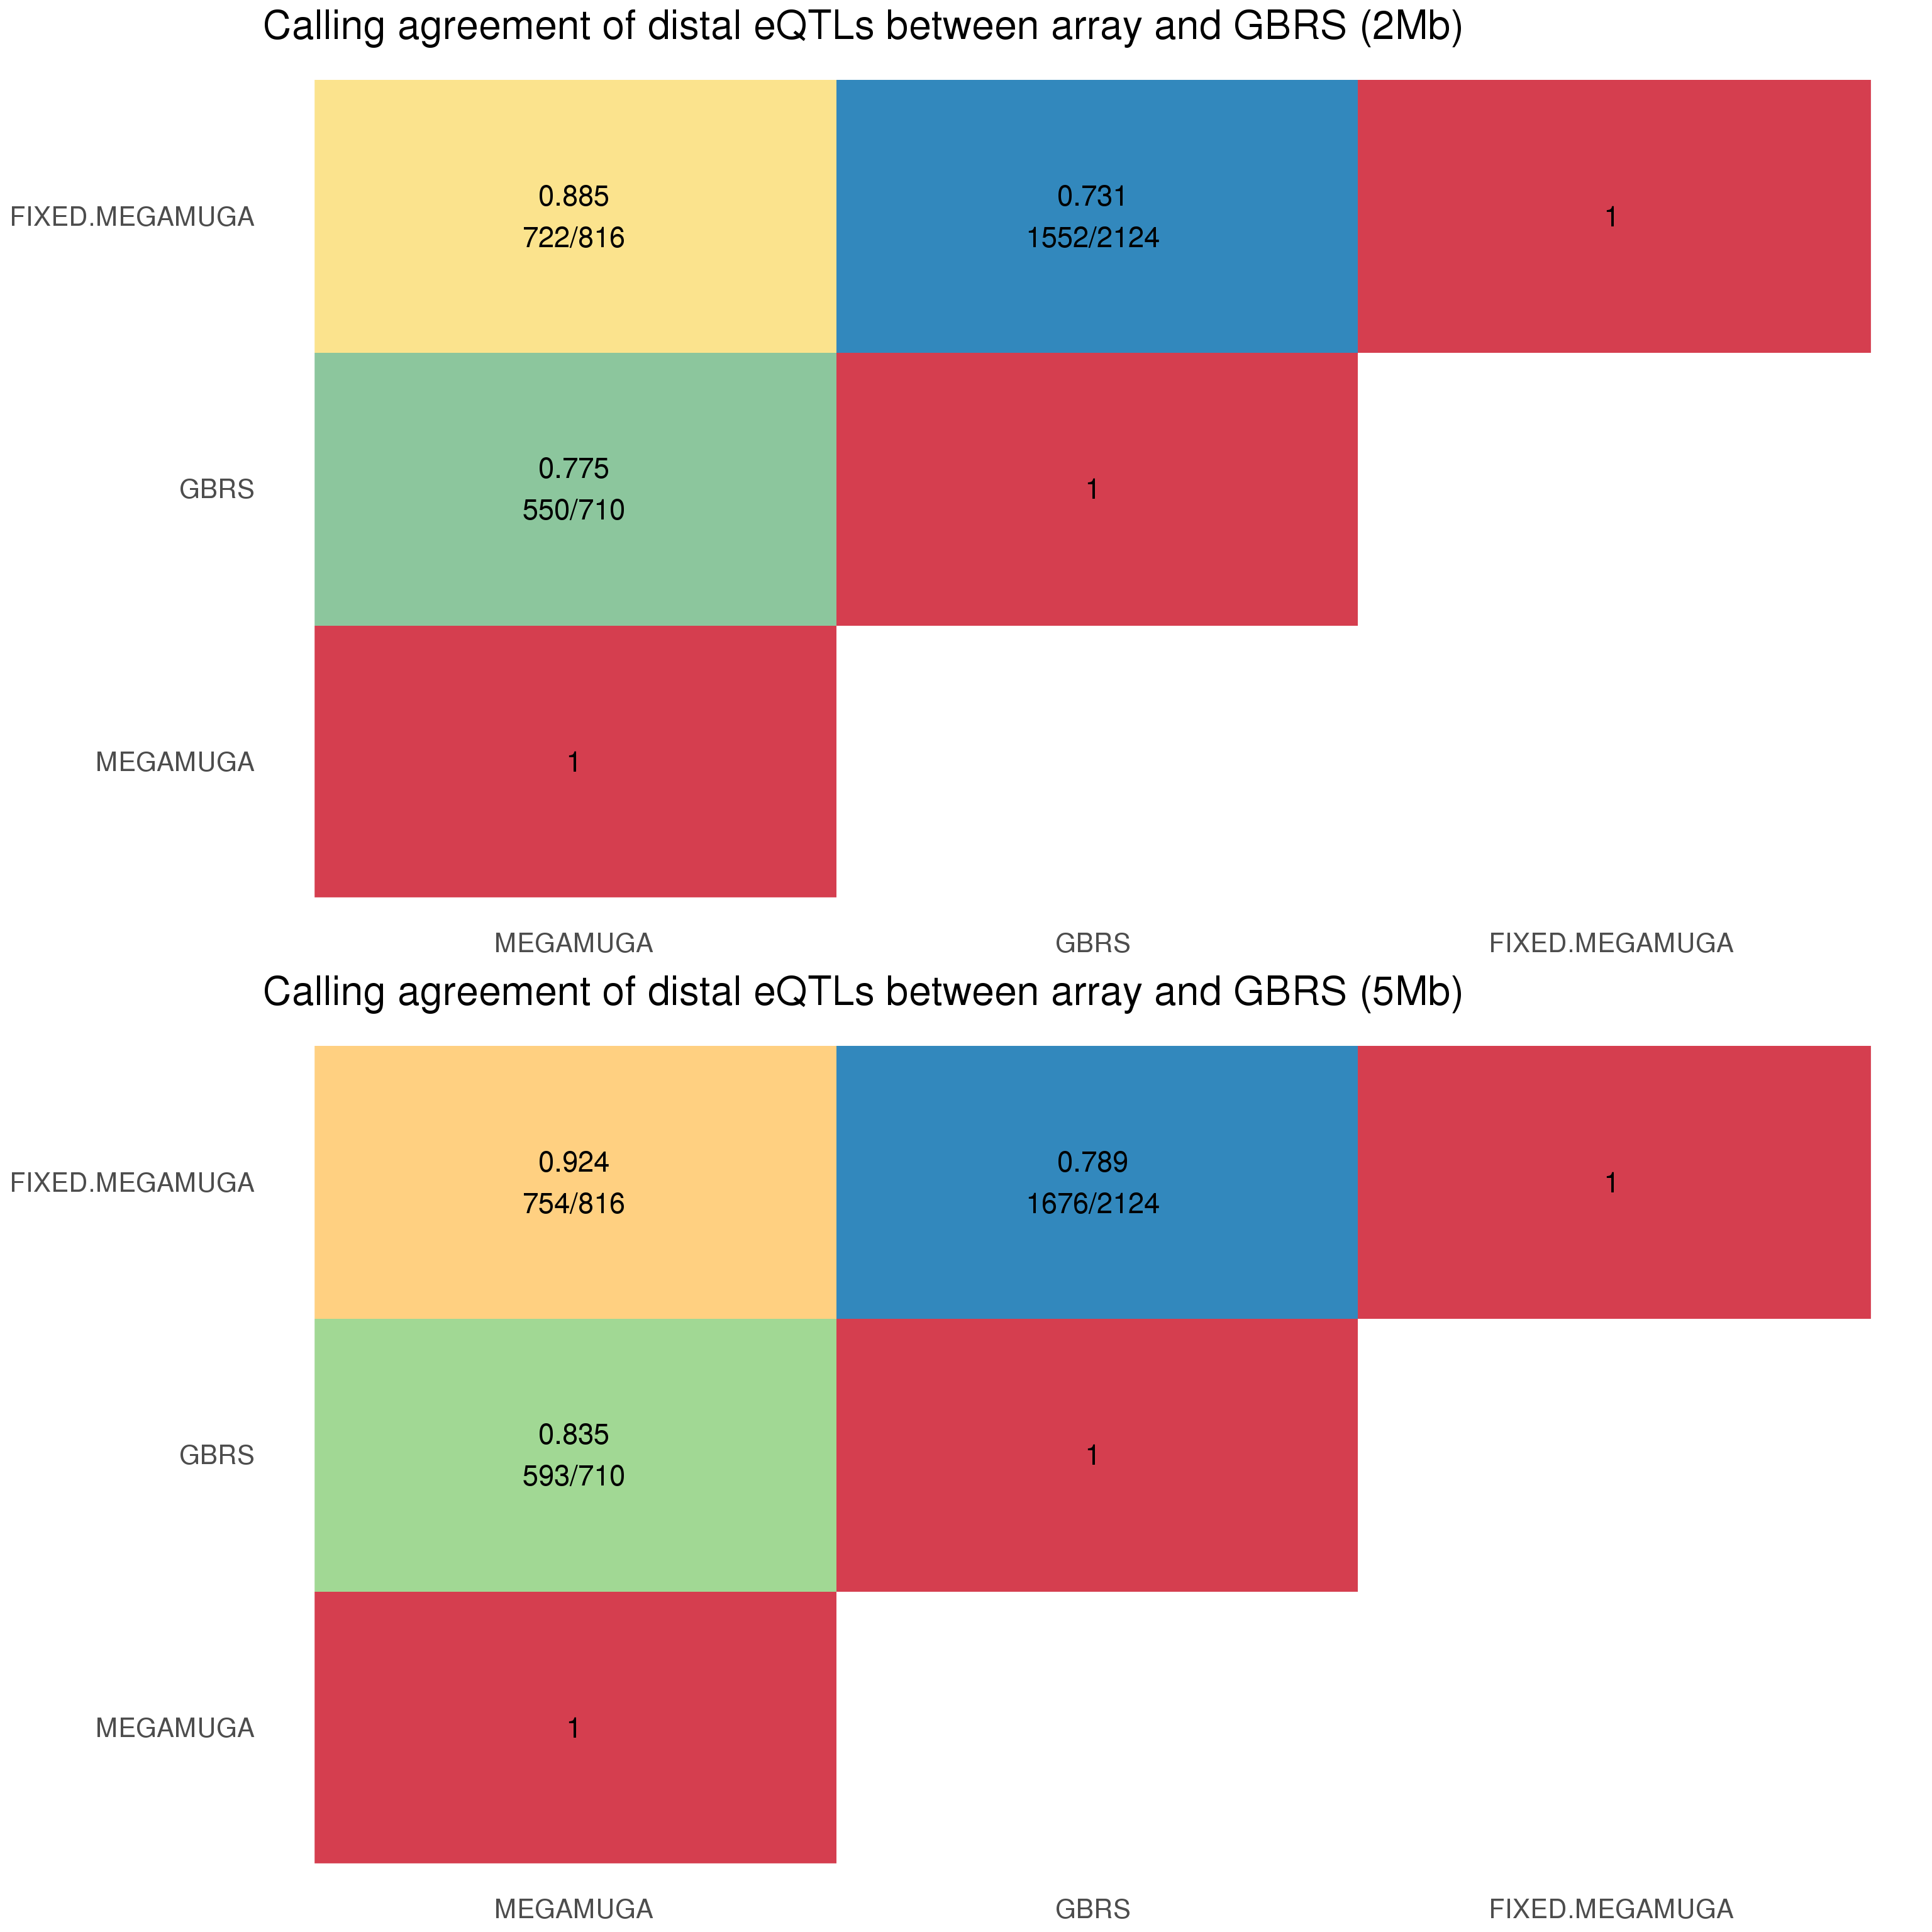 Calling agreement of distal eQTLs between array and GBRS (2Mb)
FIXED.MEGAMUGA
0.885
722/816
0.731
1552/2124
1
GBRS
0.775
550/710
1
MEGAMUGA
1
MEGAMUGA
GBRS
FIXED.MEGAMUGA
Calling agreement of distal eQTLs between array and GBRS (5Mb)
FIXED.MEGAMUGA
0.924
754/816
0.789
1676/2124
1
GBRS
0.835
593/710
1
MEGAMUGA
1
MEGAMUGA
GBRS
FIXED.MEGAMUGA